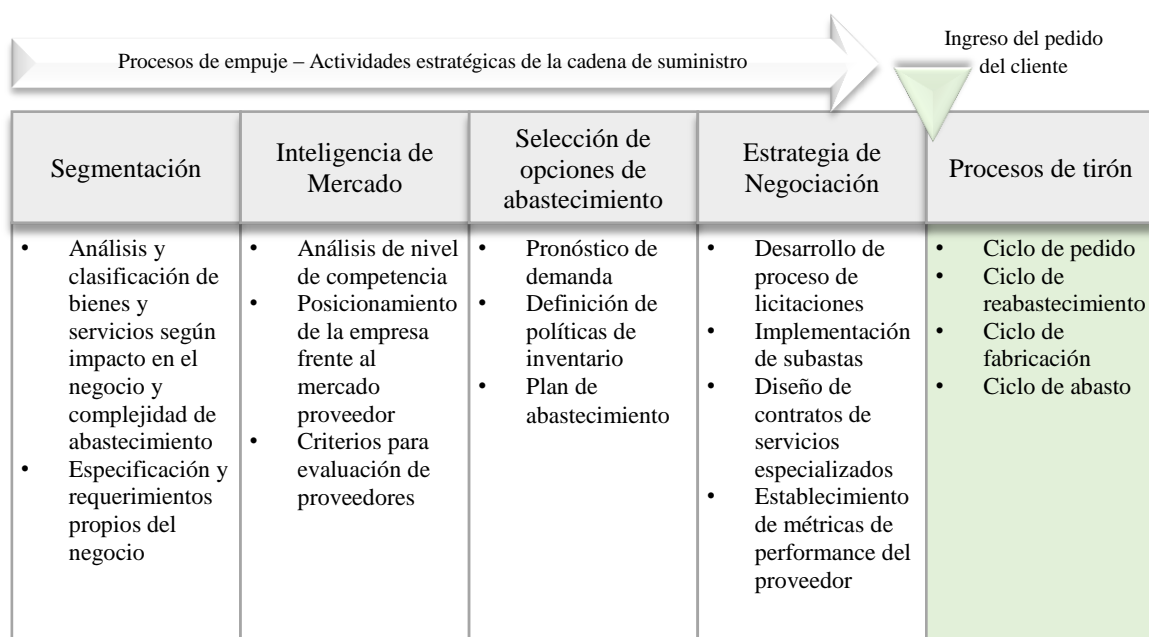 Procesos de empuje – Actividades estratégicas de la cadena de suministro
Ingreso del pedido
del cliente
Segmentación
Inteligencia de
Mercado
Selección de
opciones de
abastecimiento
Estrategia de
Negociación
Procesos de tirón
• Análisis y
clasificación de
bienes y
servicios según
impacto en el
negocio y
complejidad de
abastecimiento
• Especificación y
requerimientos
propios del
negocio
• Análisis de nivel
de competencia
• Posicionamiento
de la empresa
frente al
mercado
proveedor
• Criterios para
evaluación de
proveedores
• Pronóstico de
demanda
• Definición de
políticas de
inventario
• Plan de
abastecimiento
• Desarrollo de
proceso de
licitaciones
• Implementación
de subastas
• Diseño de
contratos de
servicios
especializados
• Establecimiento
de métricas de
performance del
proveedor
• Ciclo de pedido
• Ciclo de
reabastecimiento
• Ciclo de
fabricación
• Ciclo de abasto